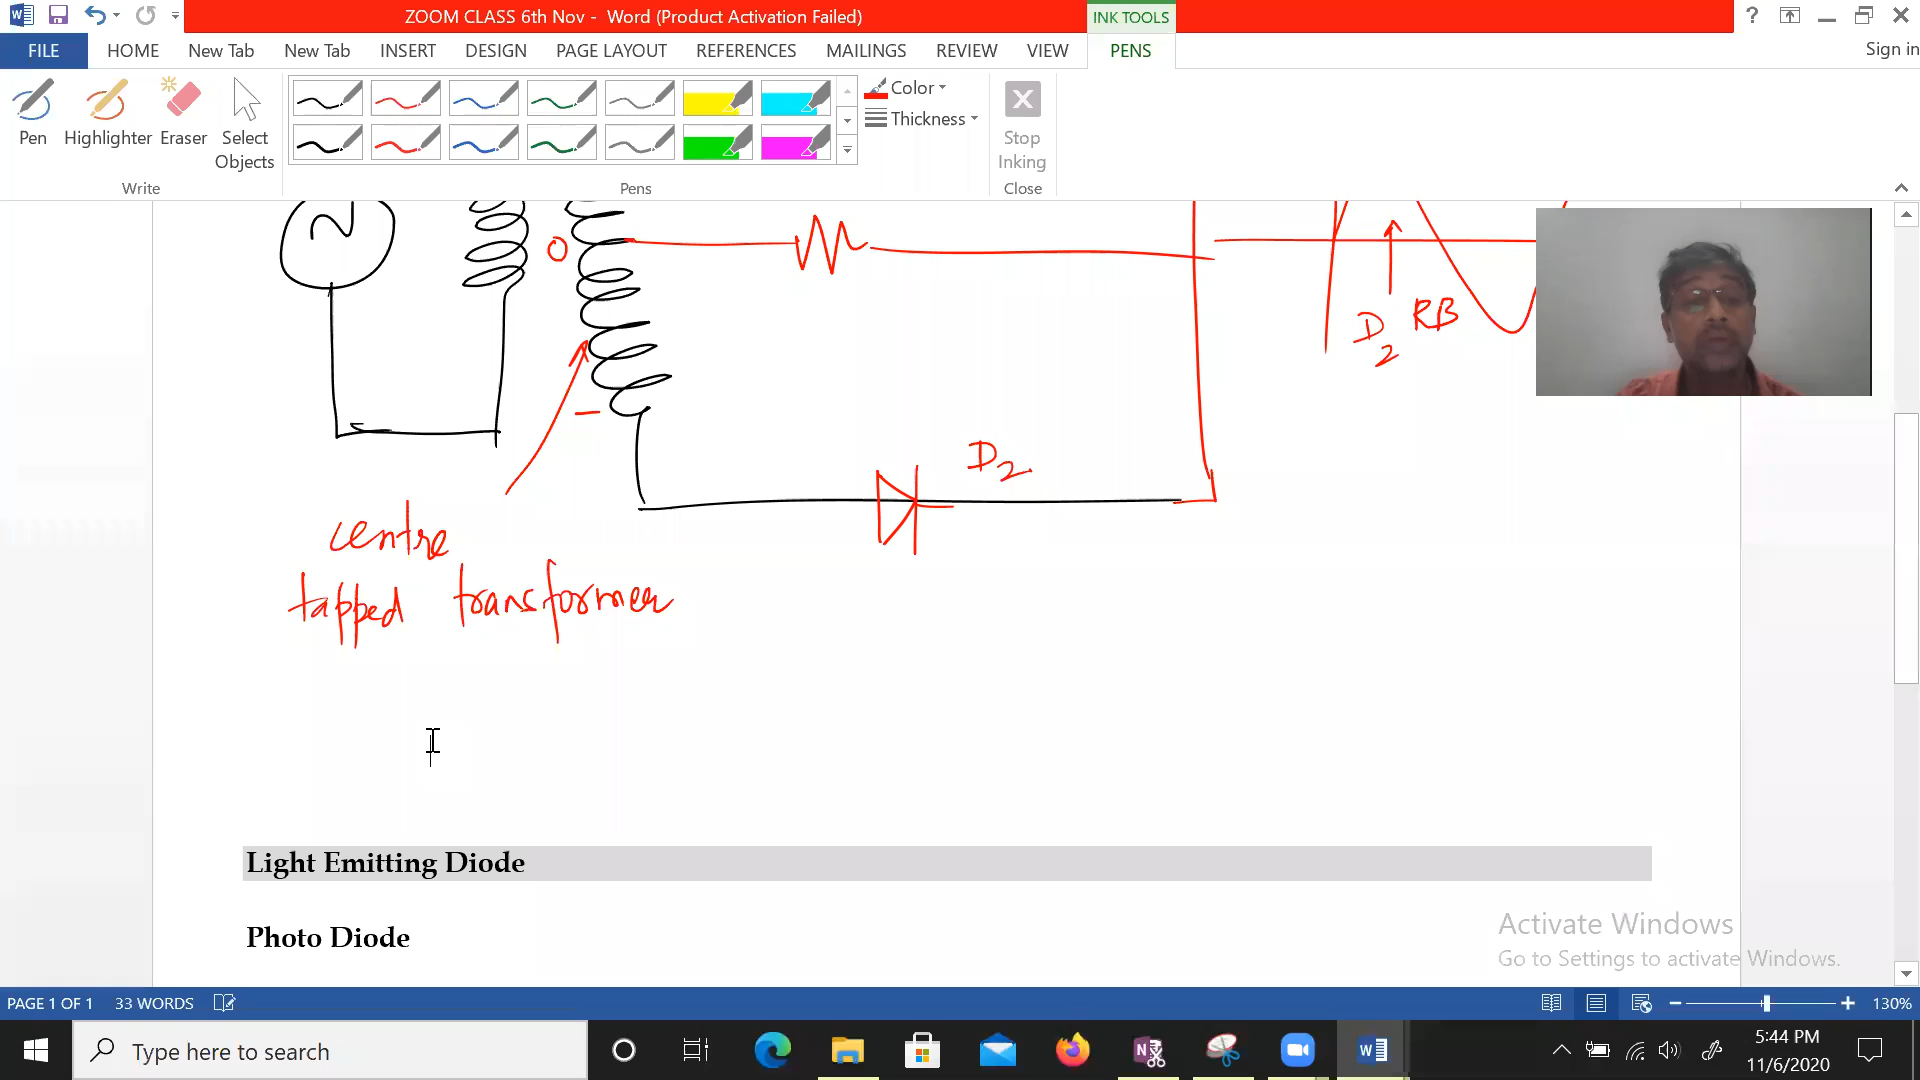 ZOOM CLASS 6th Nov - Word (Product Activation Failed)
INK TOOLS
?
FILE HOME New Tab New Tab INSERT DESIGN PAGE LAYOUT REFERENCES MAILINGS REVIEW VIEW PENS
Sign in
Pen
Highlighter
Eraser
Select Objects
Color
Thickness
Stop Inking
Write
Pens
Close
0
D2 RB
-
D2
centre
tapped transformer
Light Emitting Diode
Photo Diode
Activate Windows
Go to Settings to activate Windows.
PAGE 1 OF 1 33 WORDS
130%
Type here to search
5:44 PM
11/6/2020